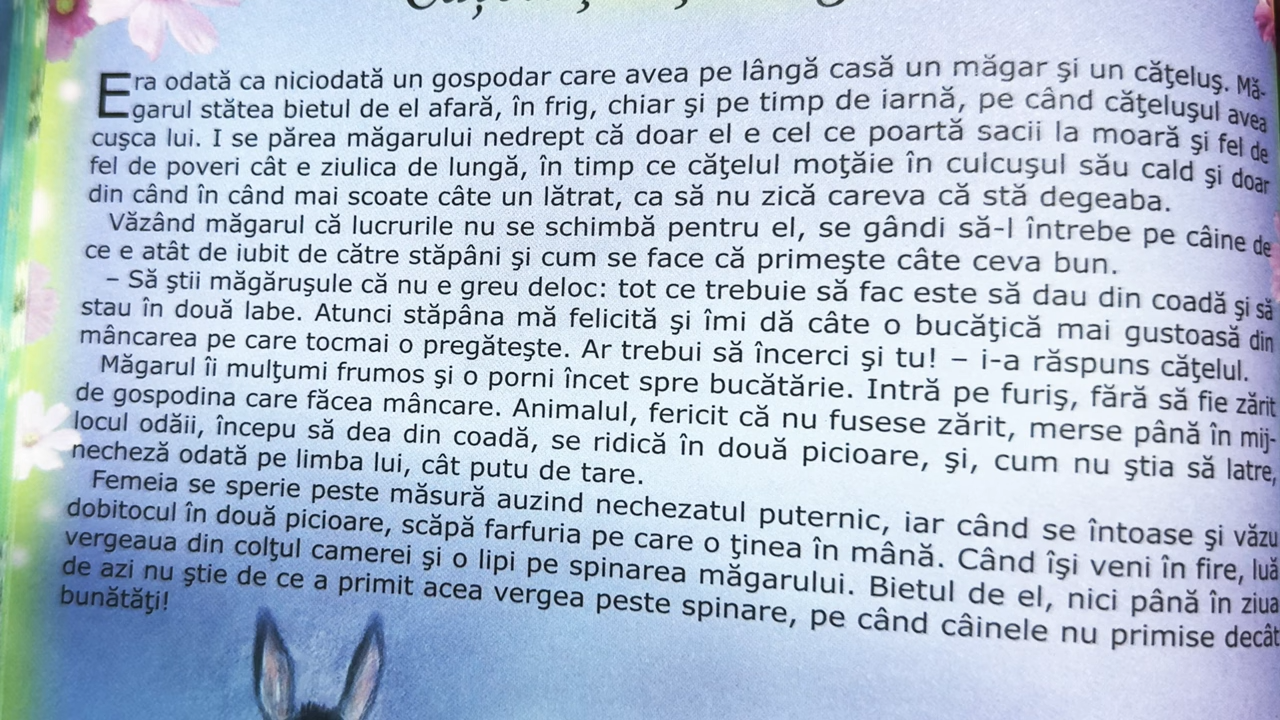 Era odată ca niciodată un gospodar care avea pe lângă casă un măgar şi un căţeluş. Mă-
garul stătea bietul de el afară, în frig, chiar şi pe timp de iarnă, pe când căţeluşul avea
cuşca lui. I se părea măgarului nedrept că doar el e cel ce poartă sacii la moară şi fel de
fel de poveri cât e ziulica de lungă, în timp ce căţelul moţăie în culcuşul său cald şi doar
din când în când mai scoate câte un lătrat, ca să nu zică careva că stă degeaba.
Văzând măgarul că lucrurile nu se schimbă pentru el, se gândi să-l întrebe pe câine de
ce e atât de iubit de către stăpâni şi cum se face că primeşte câte ceva bun.
– Să ştii măgăruşule că nu e greu deloc: tot ce trebuie să fac este să dau din coadă şi să
stau în două labe. Atunci stăpâna mă felicită şi îmi dă câte o bucăţică mai gustoasă din
mâncarea pe care tocmai o pregăteşte. Ar trebui să încerci şi tu! – i-a răspuns căţelul.
Măgarul îi mulţumi frumos şi o porni încet spre bucătărie. Intră pe furiş, fără să fie zărit
de gospodina care făcea mâncare. Animalul, fericit că nu fusese zărit, merse până în mij-
locul odăii, începu să dea din coadă, se ridică în două picioare, şi, cum nu ştia să latre,
necheză odată pe limba lui, cât putu de tare.
Femeia se sperie peste măsură auzind nechezatul puternic, iar când se întoase şi văzu
dobitocul în două picioare, scăpă farfuria pe care o ţinea în mână. Când îşi veni în fire, luă
vergeaua din colţul camerei şi o lipi pe spinarea măgarului. Bietul de el, nici până în ziua
de azi nu ştie de ce a primit acea vergea peste spinare, pe când câinele nu primise decât
bunătăţi!